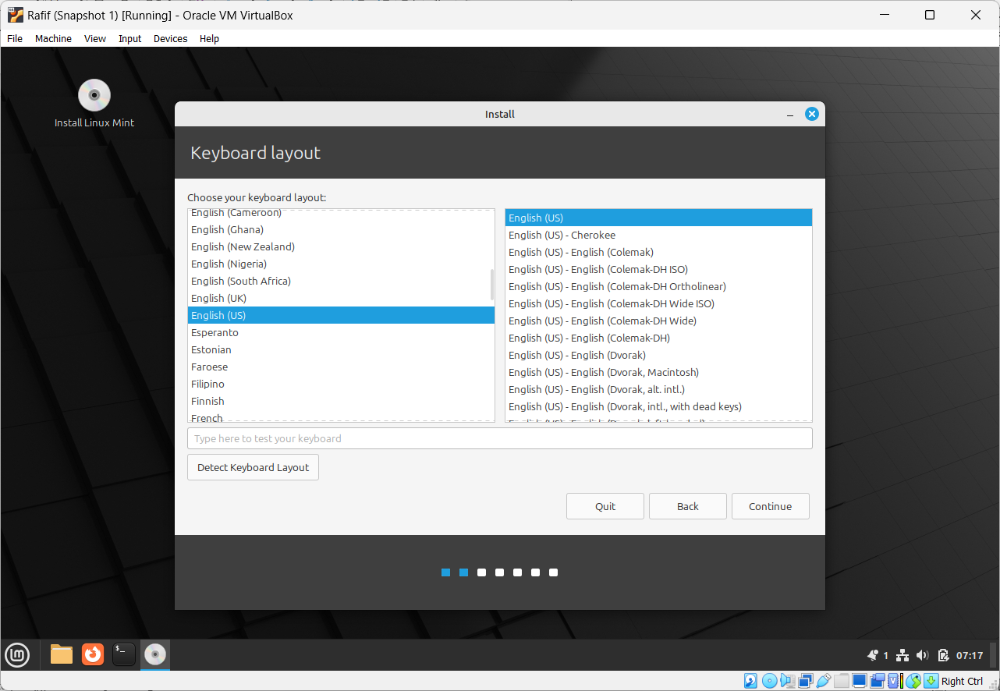 Rafif (Snapshot 1) [Running] - Oracle VM VirtualBox
File Machine View Input Devices Help
Install Linux Mint
Install
Keyboard layout
Choose your keyboard layout:
English (Cameroon)
English (Ghana)
English (New Zealand)
English (Nigeria)
English (South Africa)
English (UK)
English (US)
Esperanto
Estonian
Faroese
Filipino
Finnish
French
English (US)
English (US) - Cherokee
English (US) - English (Colemak)
English (US) - English (Colemak-DH ISO)
English (US) - English (Colemak-DH Ortholinear)
English (US) - English (Colemak-DH Wide ISO)
English (US) - English (Colemak-DH Wide)
English (US) - English (Colemak-DH)
English (US) - English (Dvorak)
English (US) - English (Dvorak, Macintosh)
English (US) - English (Dvorak, alt. intl.)
English (US) - English (Dvorak, intl., with dead keys)
Type here to test your keyboard
Detect Keyboard Layout
Quit Back Continue
1 07:17
Right Ctrl